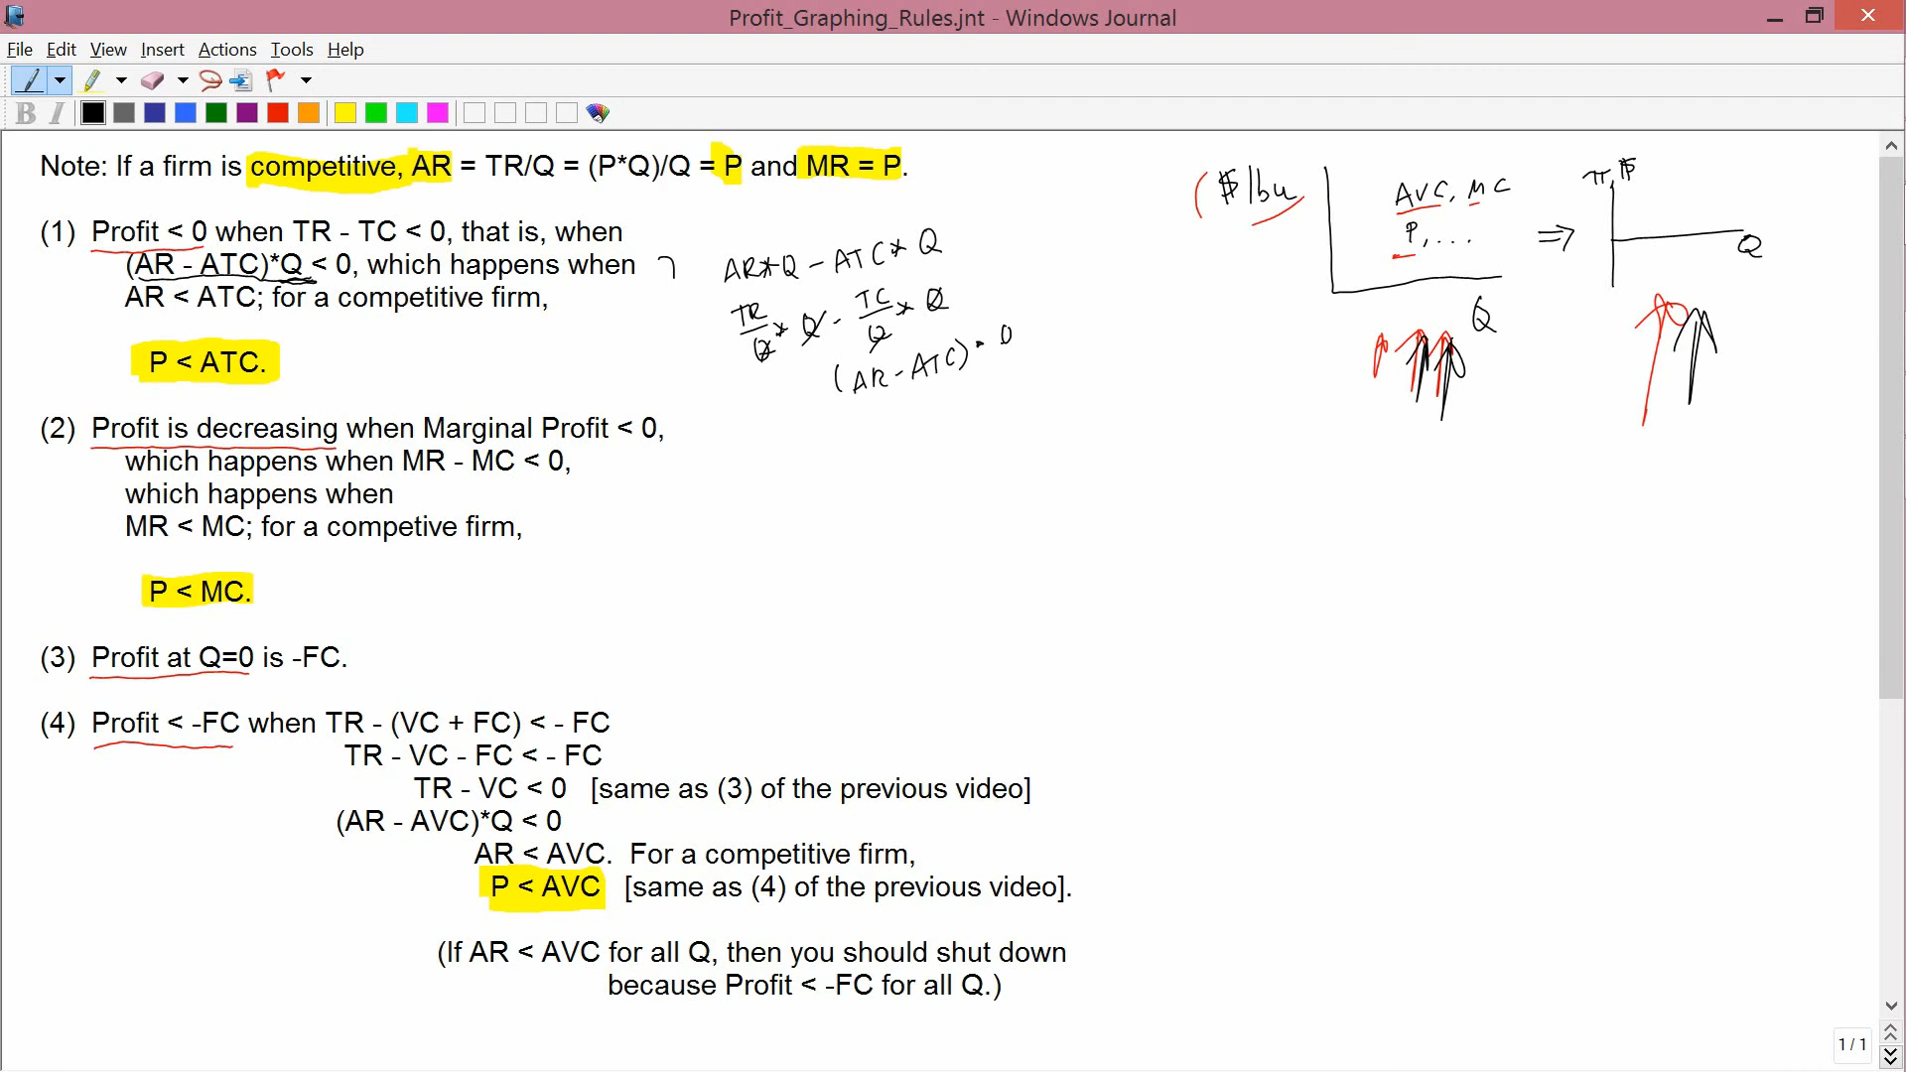 Profit_Graphing_Rules.jnt - Windows Journal
File Edit View Insert Actions Tools Help
B I
Note: If a firm is competitive, AR = TR/Q = (P*Q)/Q = P and MR = P.
(1) Profit < 0 when TR - TC < 0, that is, when
(AR - ATC)*Q < 0, which happens when
AR < ATC; for a competitive firm,
P < ATC.
AR*Q - ATC*Q
TR/Q * Q - TC/Q * Q
(AR - ATC) •
$/bu
AVC, MC
P, ...
Q
⇒
π, $
Q
(2) Profit is decreasing when Marginal Profit < 0,
which happens when MR - MC < 0,
which happens when
MR < MC; for a competive firm,
P < MC.
(3) Profit at Q=0 is -FC.
(4) Profit < -FC when TR - (VC + FC) < - FC
TR - VC - FC < - FC
TR - VC < 0 [same as (3) of the previous video]
(AR - AVC)*Q < 0
AR < AVC. For a competitive firm,
P < AVC [same as (4) of the previous video].
(If AR < AVC for all Q, then you should shut down
because Profit < -FC for all Q.)
1 / 1